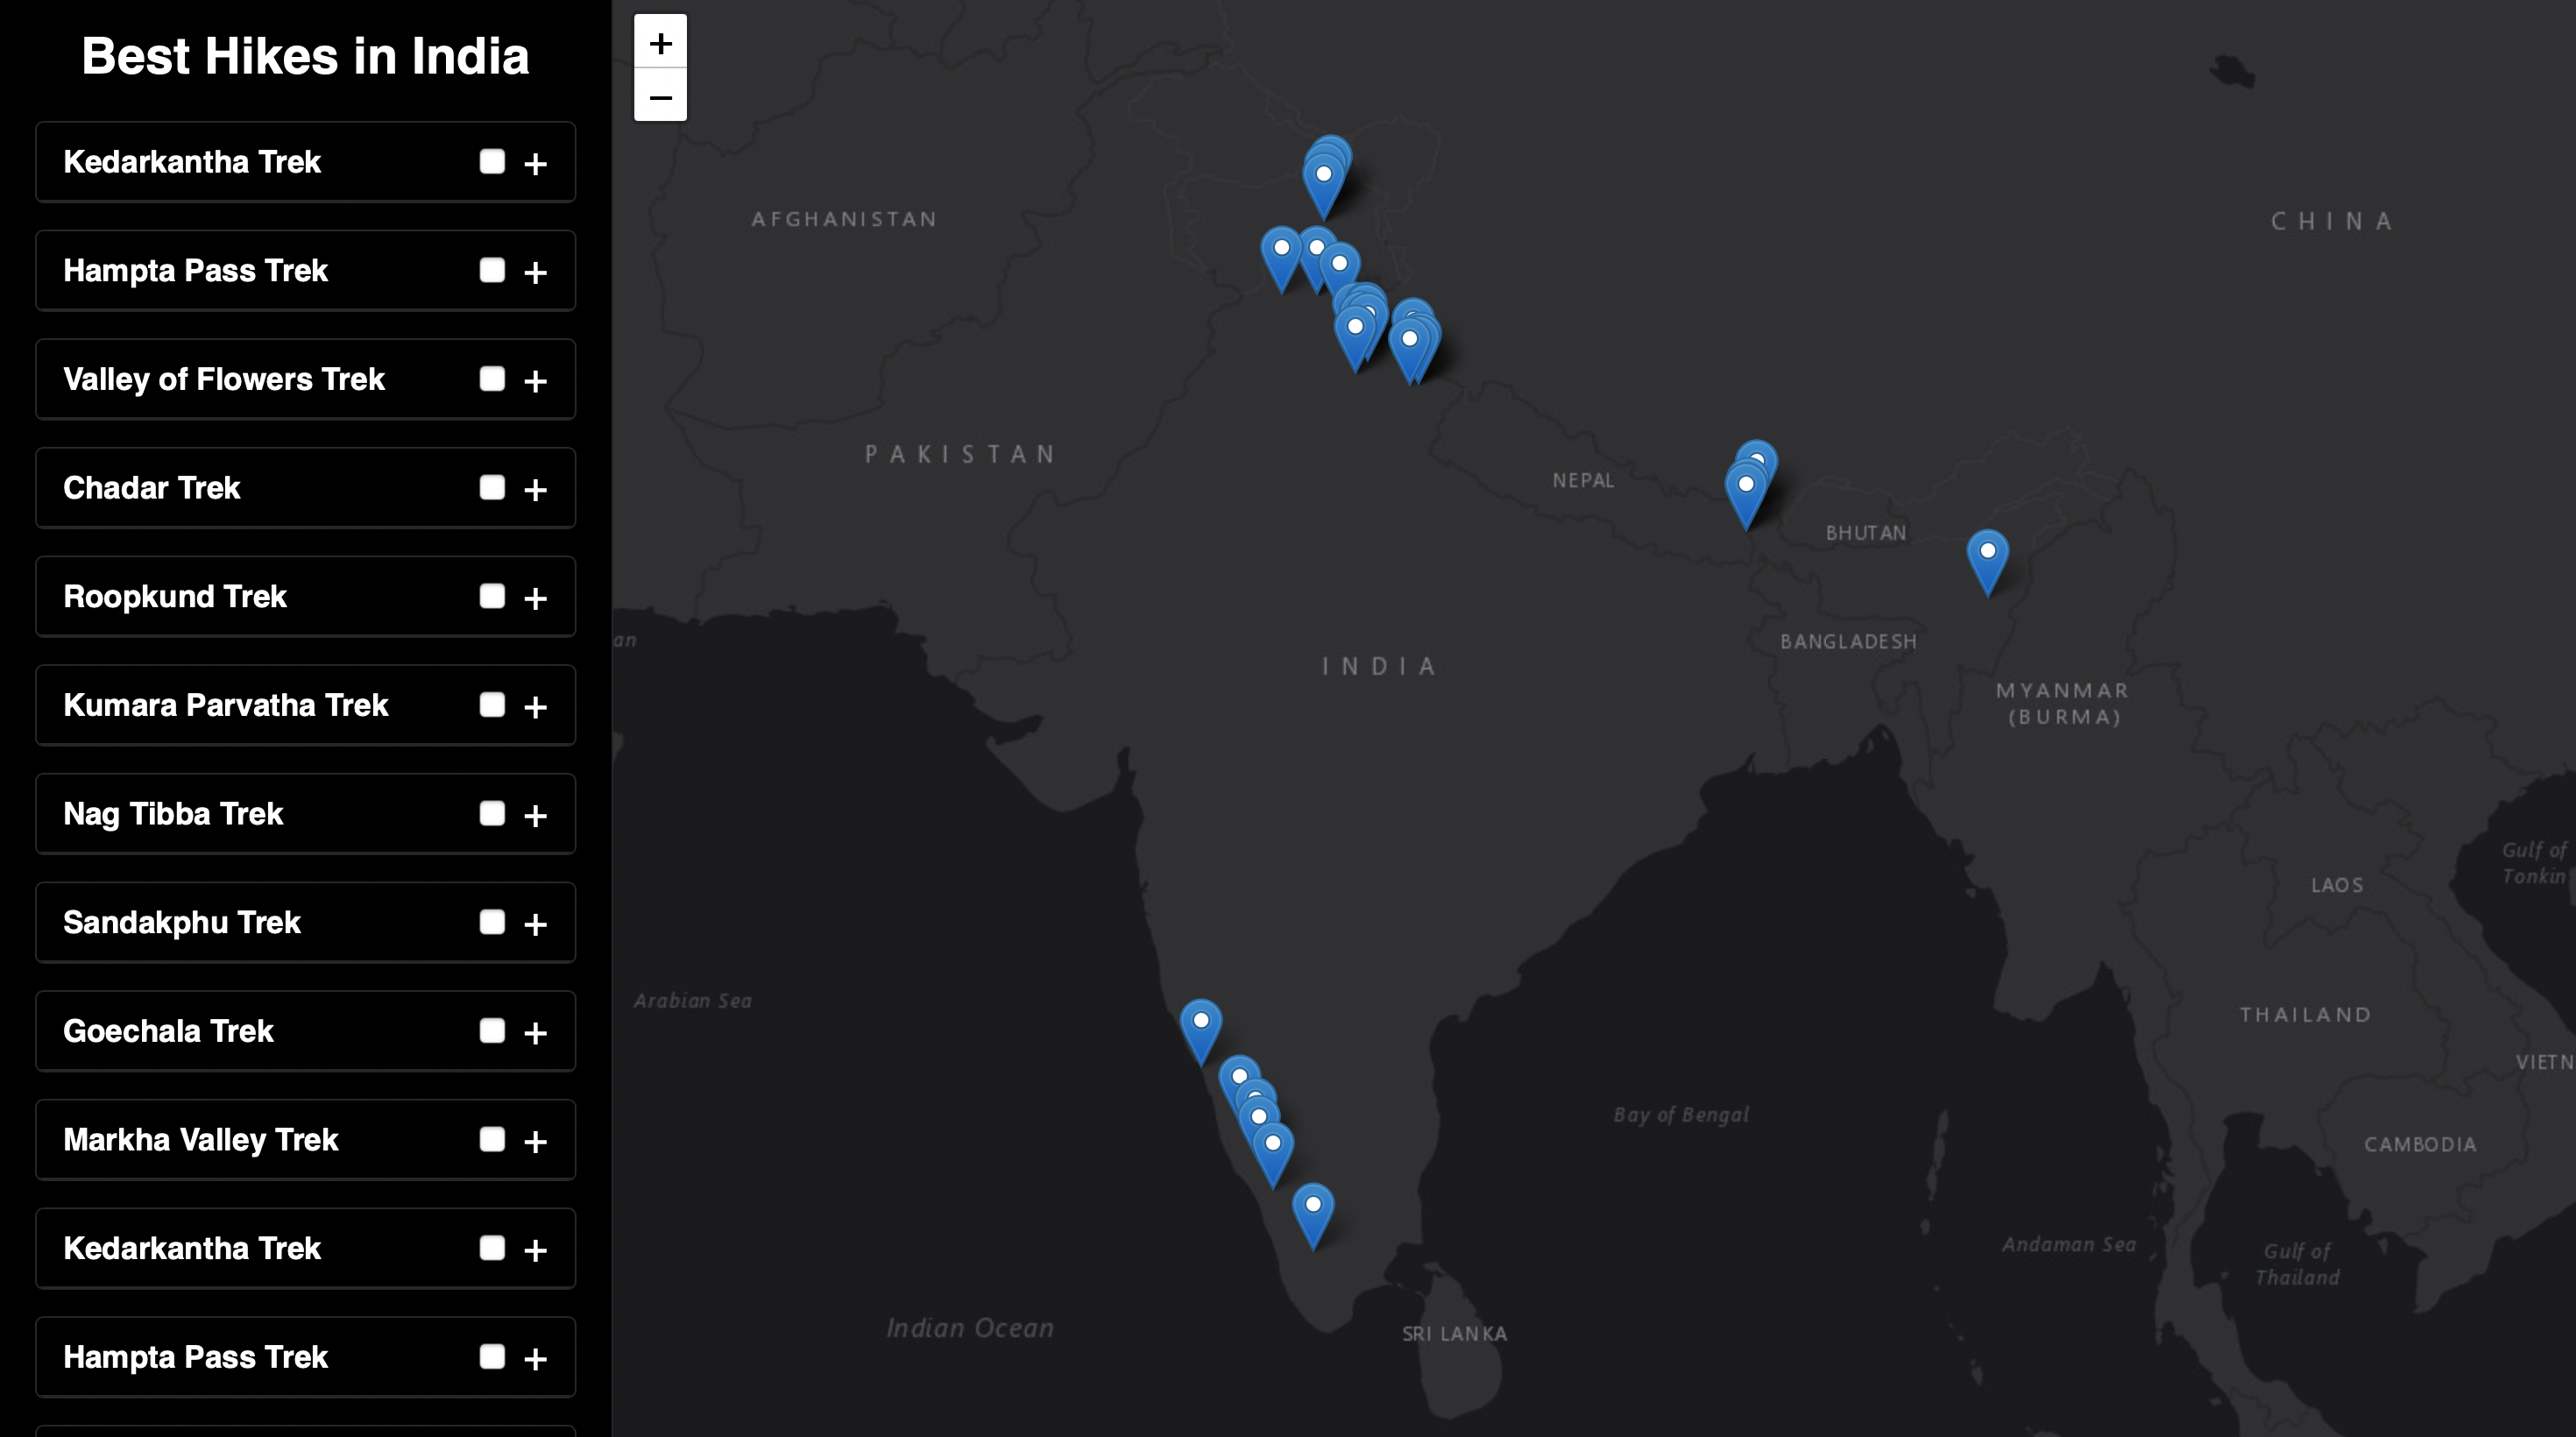 Best Hikes in India
Kedarkantha Trek
Hampta Pass Trek
Valley of Flowers Trek
Chadar Trek
Roopkund Trek
Kumara Parvatha Trek
Nag Tibba Trek
Sandakphu Trek
Goechala Trek
Markha Valley Trek
Kedarkantha Trek
Hampta Pass Trek
+
−
AFGHANISTAN
CHINA
PAKISTAN
NEPAL
BHUTAN
an
BANGLADESH
INDIA
MYANMAR
(BURMA)
Gulf of
Tonkin
LAOS
Arabian Sea
THAILAND
VIETN
Bay of Bengal
CAMBODIA
Andaman Sea
Gulf of
Thailand
Indian Ocean
SRI LANKA